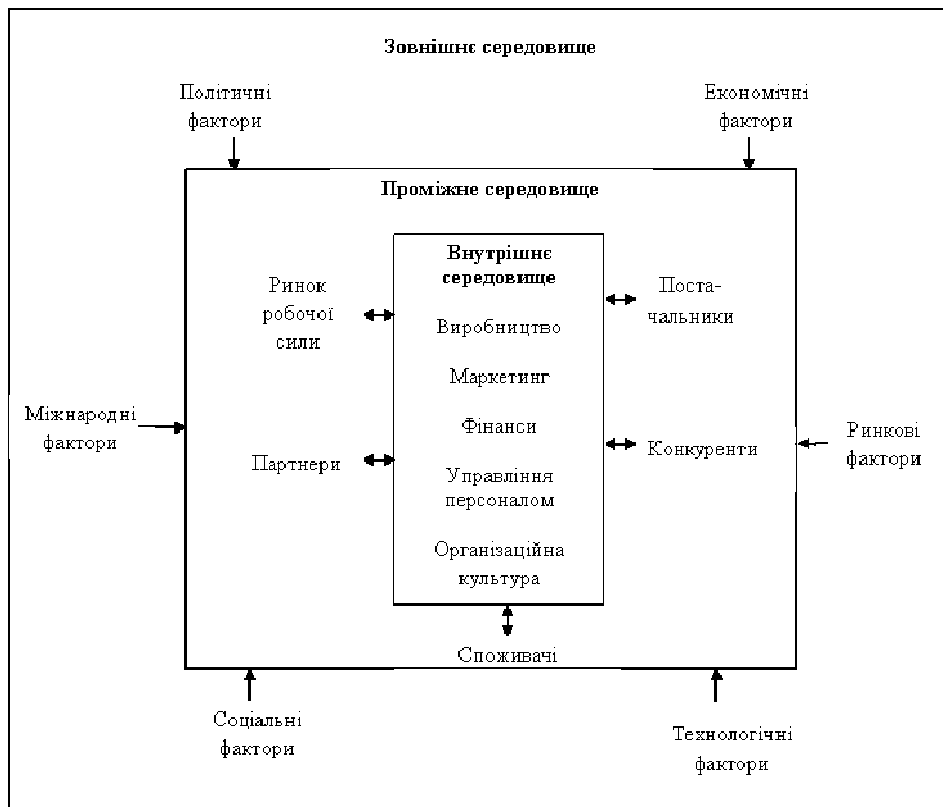 Зовнішнє середовище
Політичні
фактори
Економічні
фактори
Проміжне середовище
Внутрішнє
середовище
Ринок
робочої
сили
Поста-
чальники
Виробництво
Маркетинг
Міжнародні
фактори
Фінанси
Ринкові
фактори
Партнери
Конкуренти
Управління
персоналом
Організаційна
культура
Споживачі
Соціальні
фактори
Технологічні
фактори